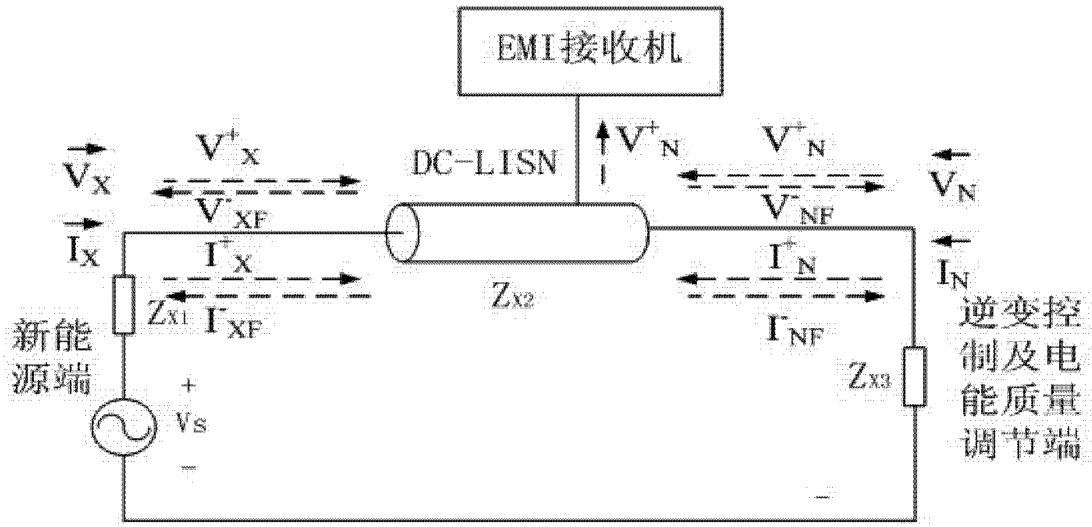 EMI接收机
V⁺N
DC-LISN
V⁺X
V⁻XF
VX
IX
I⁺X
I⁻XF
V⁺N
V⁻NF
VN
IN
I⁺N
I⁻NF
ZX1
ZX2
ZX3
新能
源端
+
Vs
−
−
逆变控
制及电
能质量
调节端